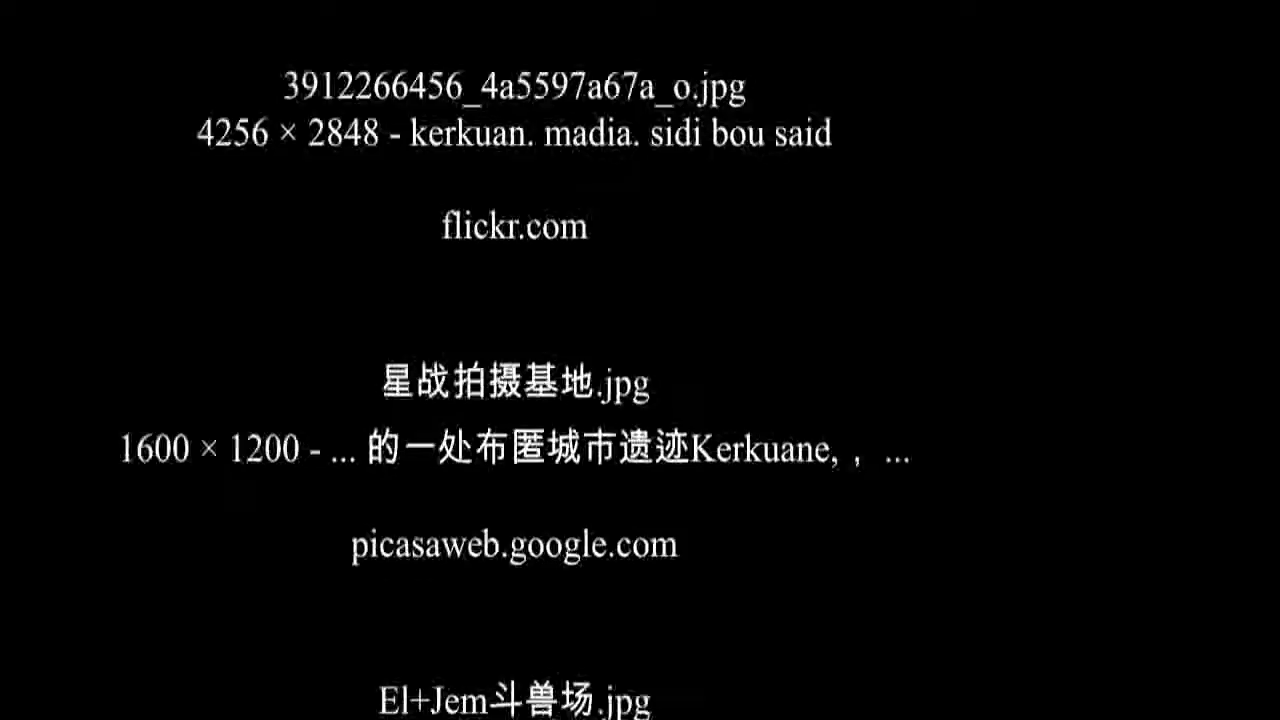 3912266456_4a5597a67a_o.jpg
4256 × 2848 - kerkuan. madia. sidi bou said
flickr.com
星战拍摄基地.jpg
1600 × 1200 - ... 的一处布匿城市遗迹Kerkuane, , ...
picasaweb.google.com
El+Jem斗兽场.jpg